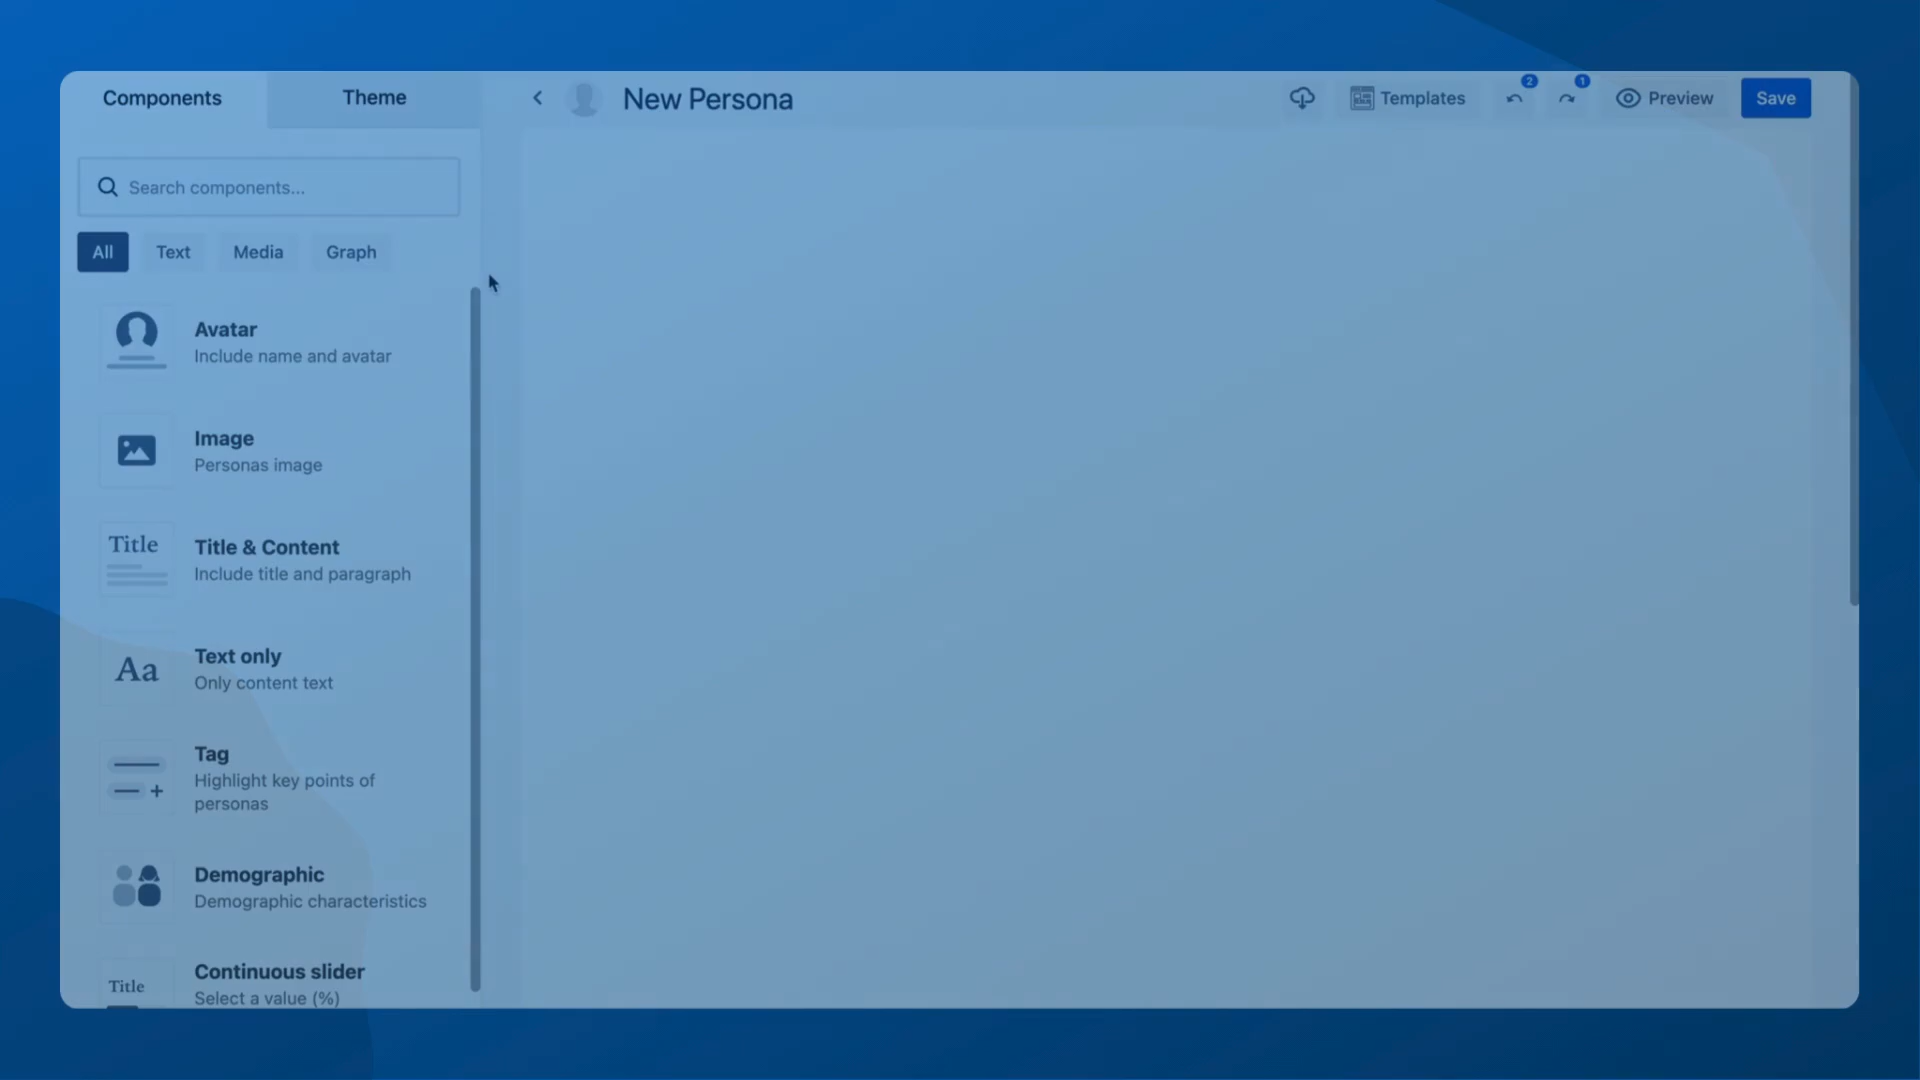 Components
Theme
New Persona
Templates
2
1
Preview
Save
Search components...
All
Text
Media
Graph
Avatar
Include name and avatar
Image
Personas image
Title
Title & Content
Include title and paragraph
Aa
Text only
Only content text
Tag
Highlight key points of
personas
Demographic
Demographic characteristics
Title
Continuous slider
Select a value (%)